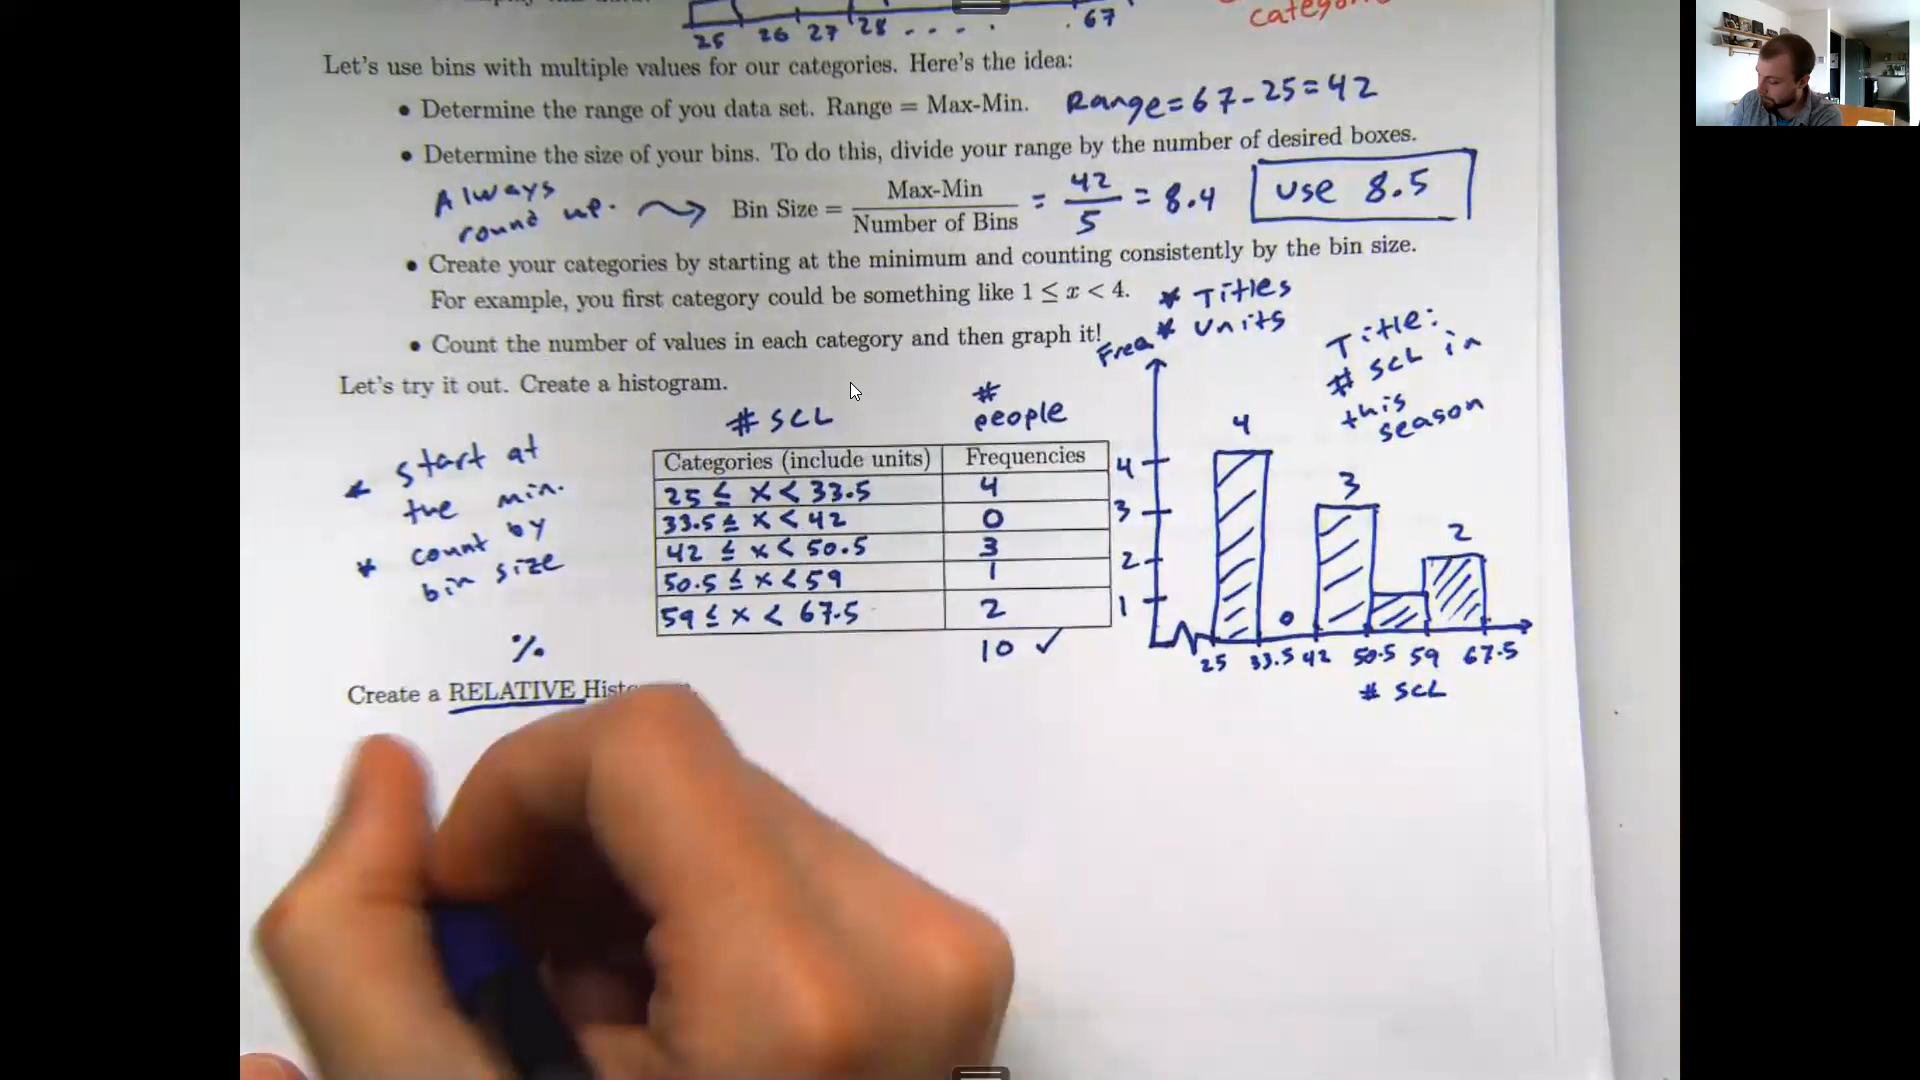 25 26 27 28 . . . . . 67
category
Let's use bins with multiple values for our categories. Here's the idea:
• Determine the range of you data set. Range = Max-Min. Range=67-25=42
• Determine the size of your bins. To do this, divide your range by the number of desired boxes.
Always
round up.
Bin Size = Max-Min / Number of Bins = 42/5 = 8.4 use 8.5
• Create your categories by starting at the minimum and counting consistently by the bin size.
For example, you first category could be something like 1 ≤ x < 4.
* Titles
* units
• Count the number of values in each category and then graph it!
Let's try it out. Create a histogram.
* start at
the min.
* count by
bin size
# SCL
# people
Categories (include units) Frequencies
25 ≤ x < 33.5 4
33.5 ≤ x < 42 0
42 ≤ x < 50.5 3
50.5 ≤ x < 59 1
59 ≤ x < 67.5 2
10 ✓
Title:
# SCL in
this
season
4
3
2
1
4 0 3 2
25 33.5 42 50.5 59 67.5
# SCL
%
Create a RELATIVE